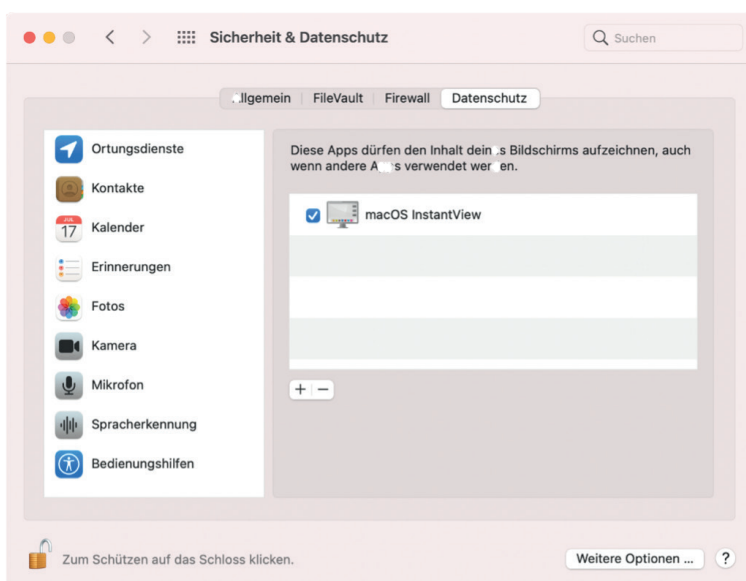 Sicherheit & Datenschutz
Suchen
FileVault
Firewall
Datenschutz
Ortungsdienste
Kontakte
JUL
17
Kalender
Erinnerungen
Fotos
Kamera
Mikrofon
Spracherkennung
Bedienungshilfen
Diese Apps dürfen den Inhalt Bildschirms aufzeichnen, auch
wenn andere verwendet
macOS InstantView
+ −
Zum Schützen auf das Schloss klicken.
Weitere Optionen ...
?